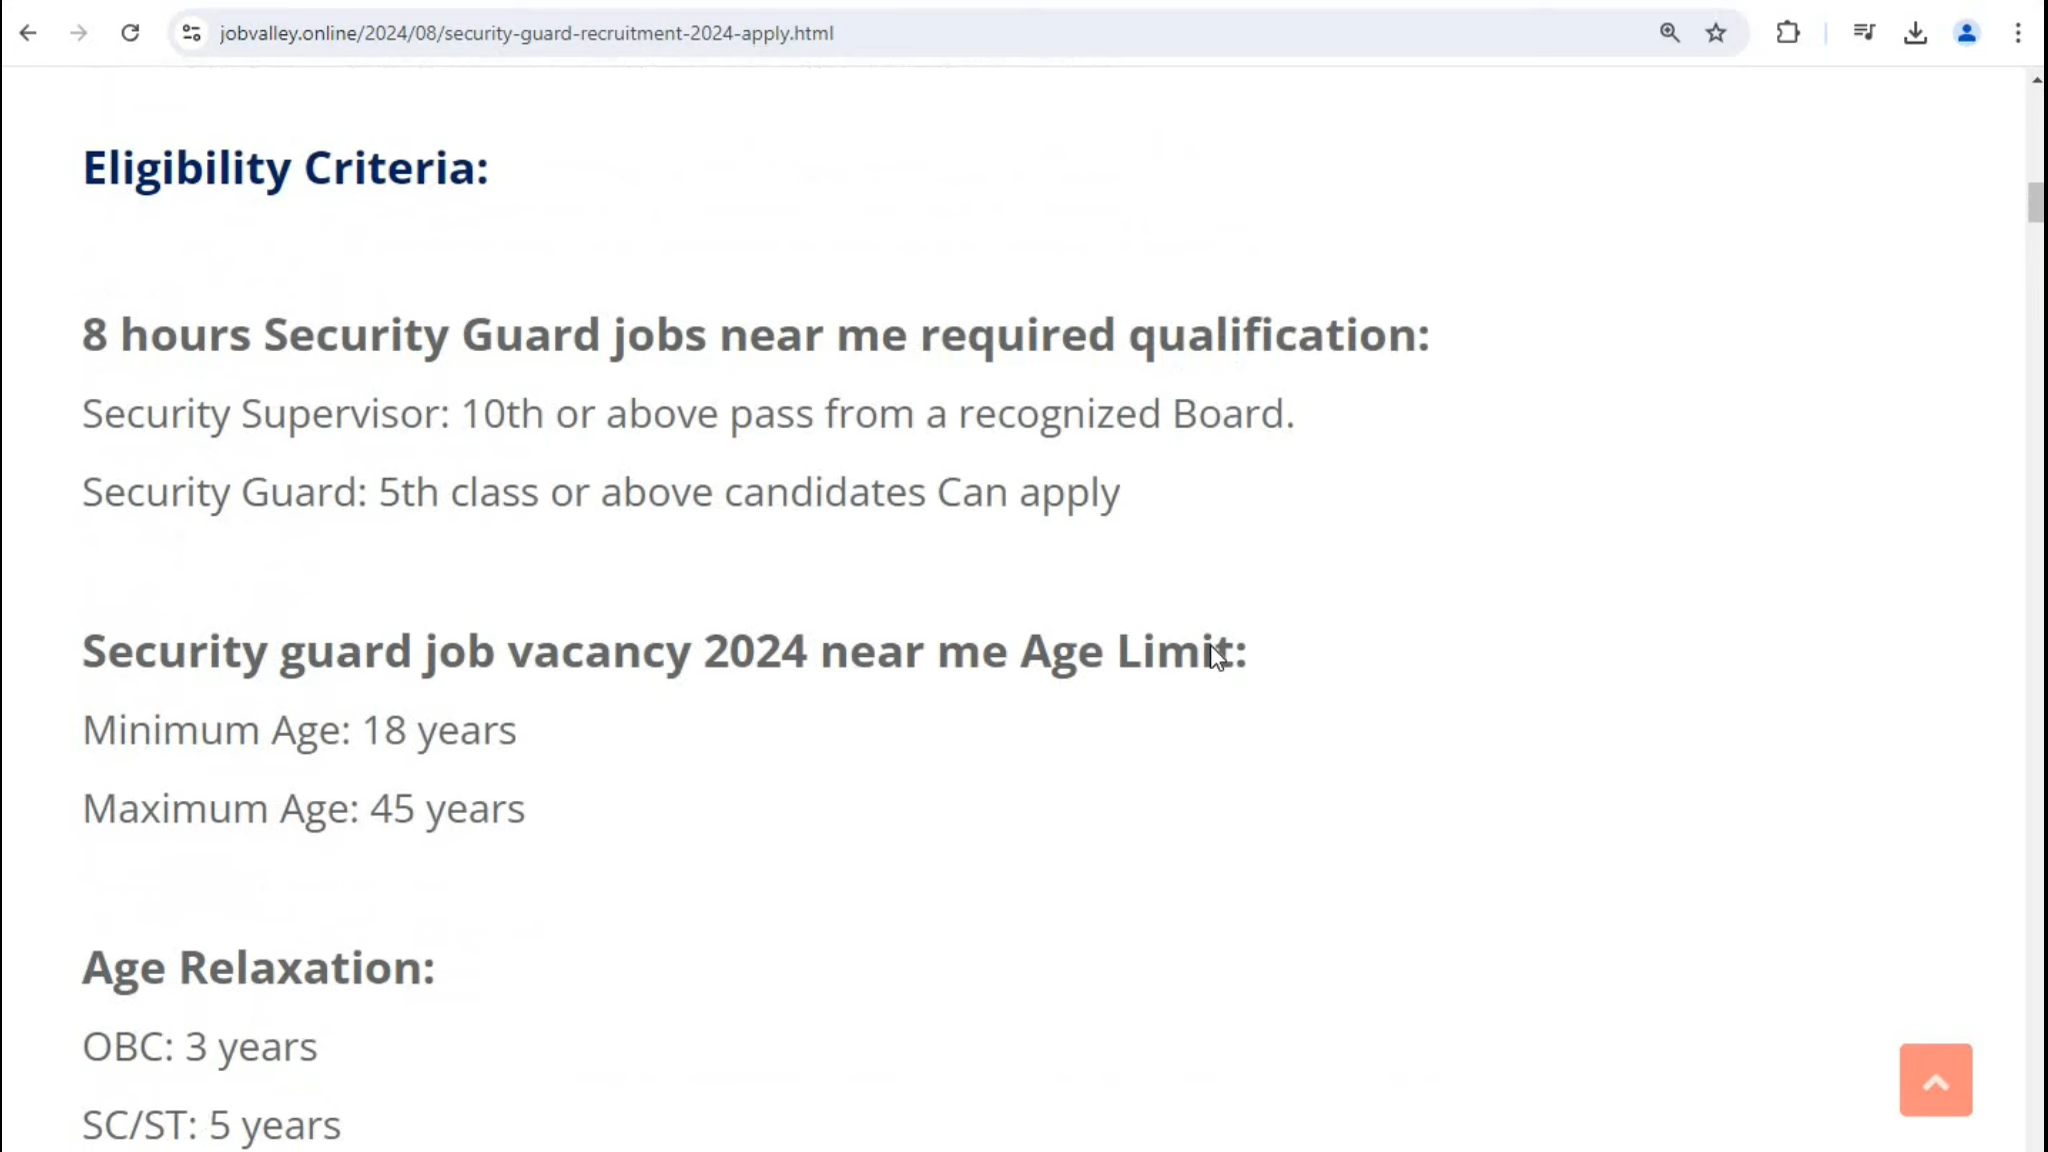 jobvalley.online/2024/08/security-guard-recruitment-2024-apply.html
Eligibility Criteria:
8 hours Security Guard jobs near me required qualification:
Security Supervisor: 10th or above pass from a recognized Board.
Security Guard: 5th class or above candidates Can apply
Security guard job vacancy 2024 near me Age Limit:
Minimum Age: 18 years
Maximum Age: 45 years
Age Relaxation:
OBC: 3 years
SC/ST: 5 years